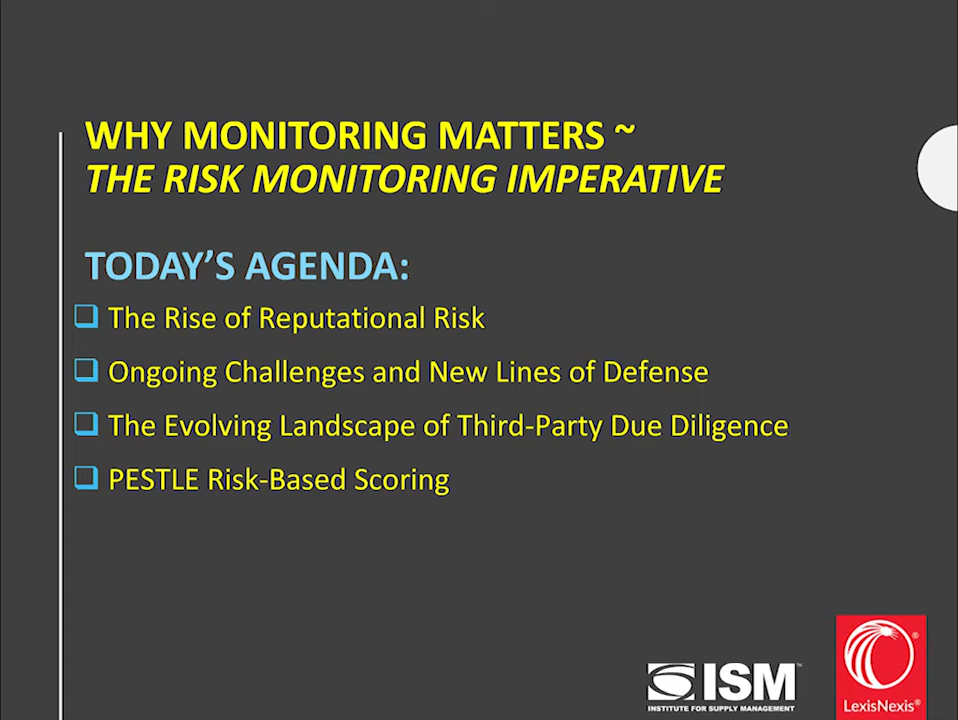 WHY MONITORING MATTERS ~
THE RISK MONITORING IMPERATIVE
TODAY’S AGENDA:
The Rise of Reputational Risk
Ongoing Challenges and New Lines of Defense
The Evolving Landscape of Third-Party Due Diligence
PESTLE Risk-Based Scoring
ISM™
INSTITUTE FOR SUPPLY MANAGEMENT
®
LexisNexis®